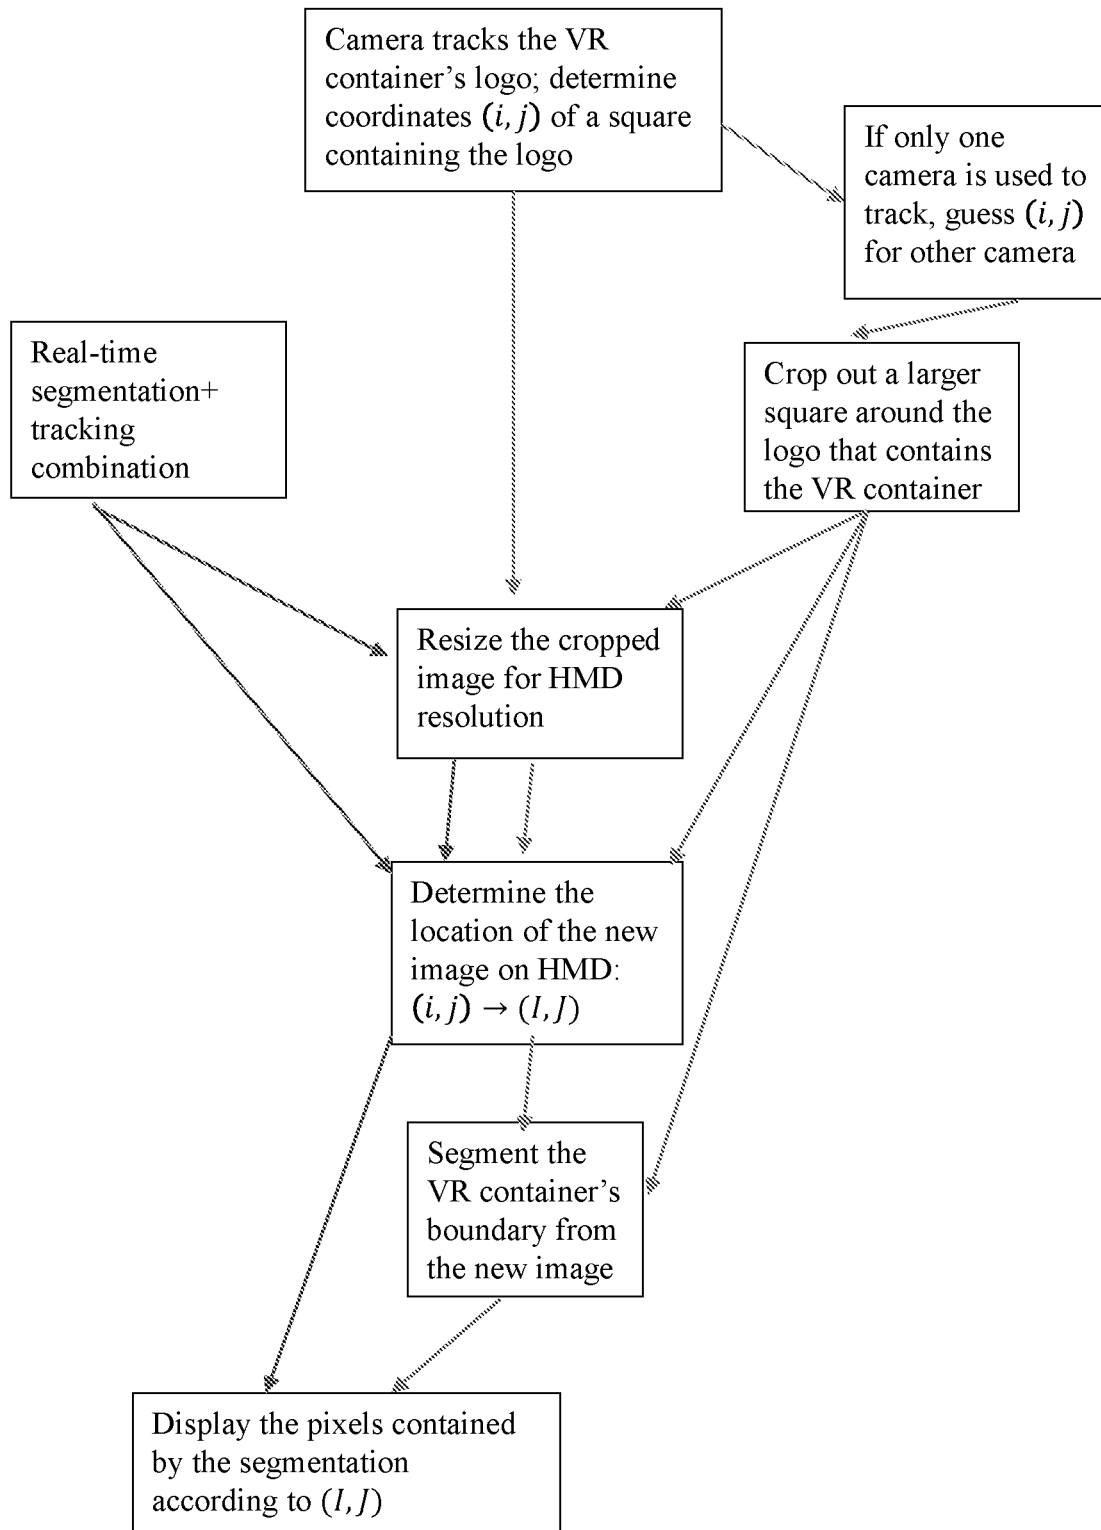 Camera tracks the VR
container’s logo; determine
coordinates (i, j) of a square
containing the logo
If only one
camera is used to
track, guess (i, j)
for other camera
Real-time
segmentation+
tracking
combination
Crop out a larger
square around the
logo that contains
the VR container
Resize the cropped
image for HMD
resolution
Determine the
location of the new
image on HMD:
(i, j) → (I, J)
Segment the
VR container’s
boundary from
the new image
Display the pixels contained
by the segmentation
according to (I, J)